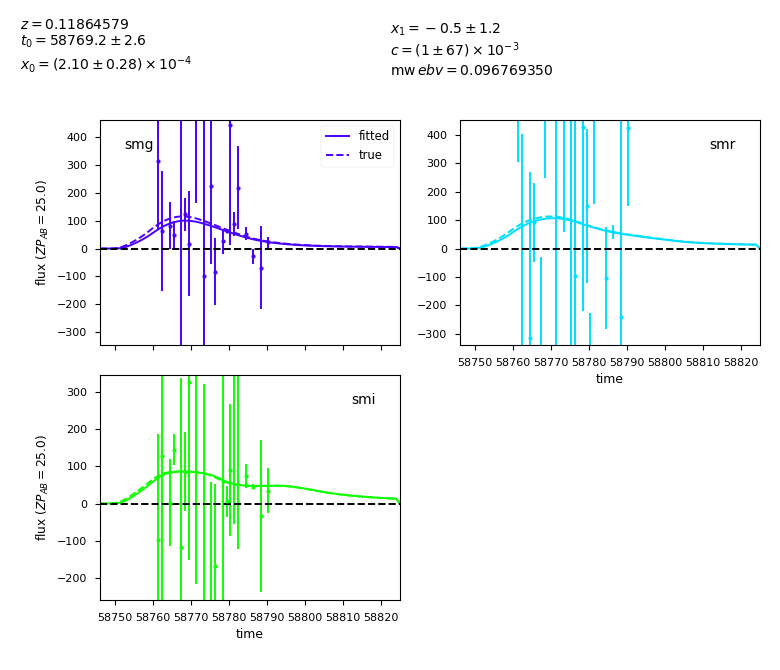 z = 0.11864579
t₀ = 58769.2 ± 2.6
x₀ = (2.10 ± 0.28) × 10⁻⁴
x₁ = −0.5 ± 1.2
c = (1 ± 67) × 10⁻³
mw ebv = 0.096769350
smg
fitted
true
400
300
200
100
0
−100
−200
−300
flux (ZP_AB = 25.0)
smr
400
300
200
100
0
−100
−200
−300
58750 58760 58770 58780 58790 58800 58810 58820
time
smi
300
200
100
0
−100
−200
flux (ZP_AB = 25.0)
58750 58760 58770 58780 58790 58800 58810 58820
time